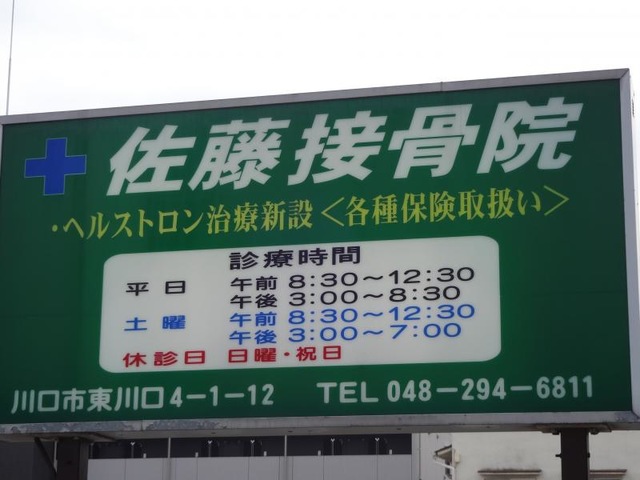 佐藤接骨院
・ヘルストロン治療新設＜各種保険取扱い＞
診療時間
平日 午前 8:30～12:30
午後 3:00～8:30
土曜 午前 8:30～12:30
午後 3:00～7:00
休診日 日曜・祝日
川口市東川口4-1-12 TEL 048-294-6811